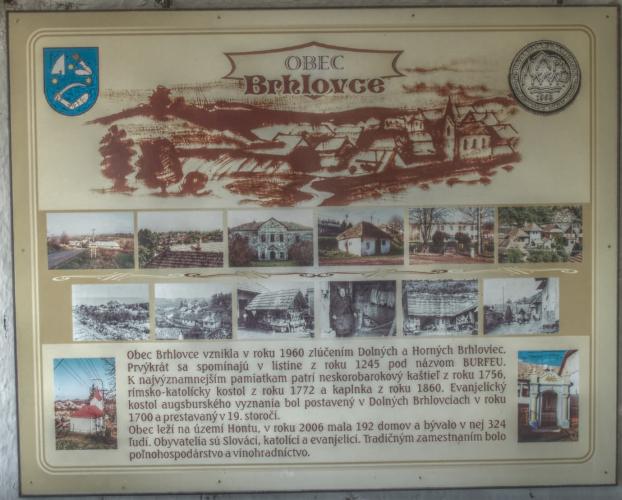 OBEC
Brhlovce
Obec Brhlovce vznikla v roku 1960 zlúčením Dolných a Horných Brhloviec.
Prvýkrát sa spomínajú v listine z roku 1245 pod názvom BURFEU.
K najvýznamnejším pamiatkam patrí neskorobarokový kaštieľ z roku 1756,
rímsko-katolícky kostol z roku 1772 a kaplnka z roku 1860. Evanjelický
kostol augsburského vyznania bol postavený v Dolných Brhlovciach v roku
1700 a prestavaný v 19. storočí.
Obec leží na území Hontu, v roku 2006 mala 192 domov a bývalo v nej 324
ľudí. Obyvatelia sú Slováci, katolíci a evanjelici. Tradičným zamestnaním bolo
poľnohospodárstvo a vinohradníctvo.